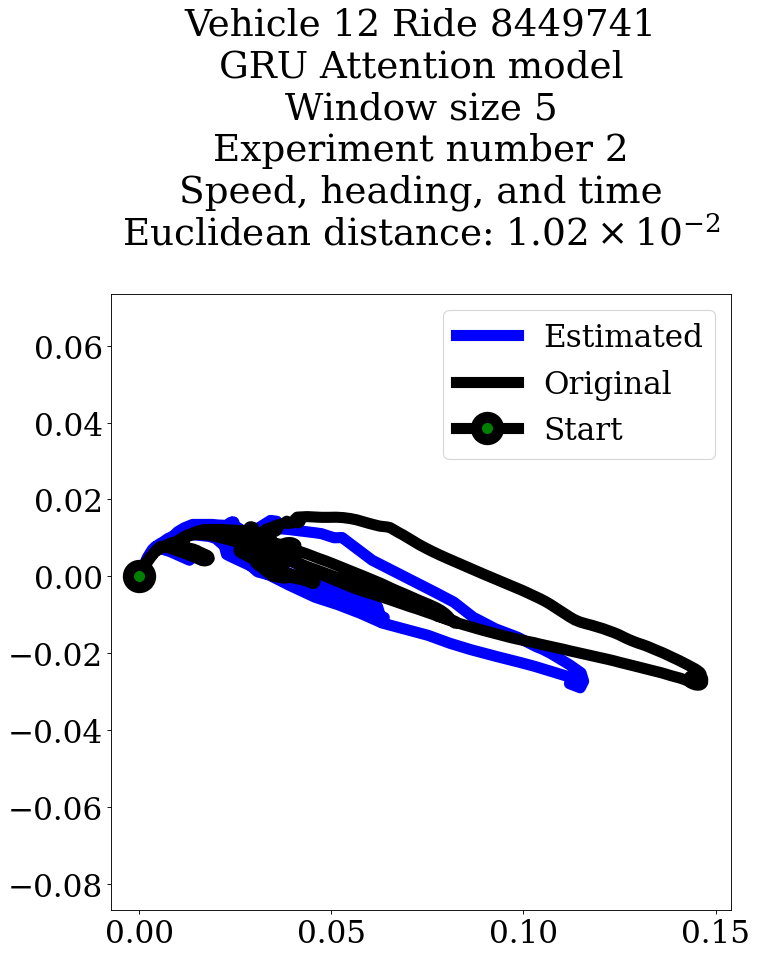 Vehicle 12 Ride 8449741
GRU Attention model
Window size 5
Experiment number 2
Speed, heading, and time
Euclidean distance: 1.02 × 10⁻²
Estimated
Original
Start
0.06
0.04
0.02
0.00
−0.02
−0.04
−0.06
−0.08
0.00 0.05 0.10 0.15